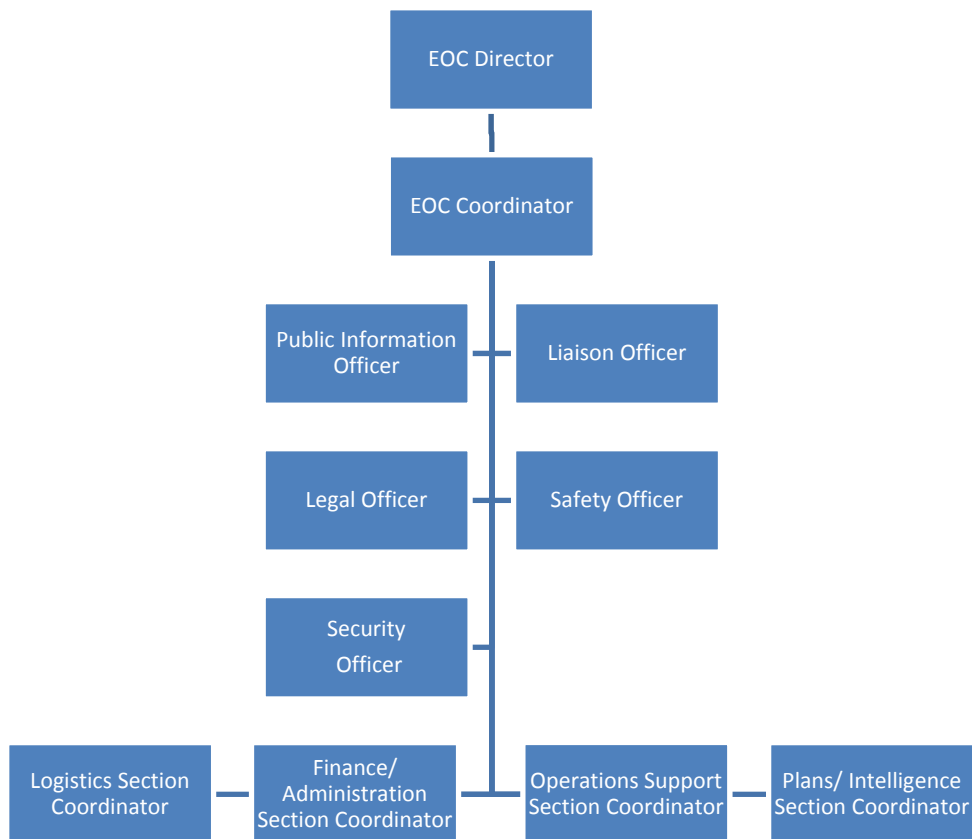 EOC Director
EOC Coordinator
Public Information
Officer
Liaison Officer
Legal Officer
Safety Officer
Security
Officer
Logistics Section
Coordinator
Finance/
Administration
Section Coordinator
Operations Support
Section Coordinator
Plans/ Intelligence
Section Coordinator